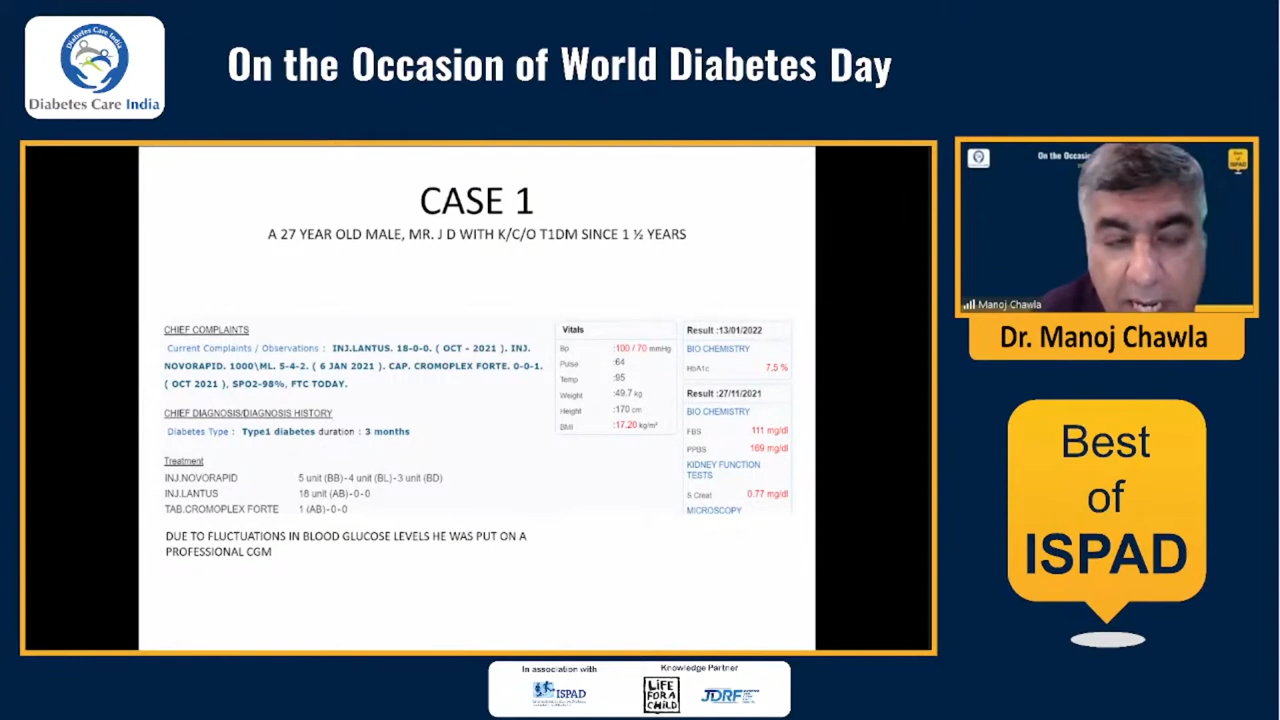 Diabetes Care India
Diabetes Care India
On the Occasion of World Diabetes Day
CASE 1
A 27 YEAR OLD MALE, MR. J D WITH K/C/O T1DM SINCE 1 ½ YEARS
CHIEF COMPLAINTS
Current Complaints / Observations : INJ.LANTUS. 18-0-0. ( OCT - 2021 ). INJ.
NOVORAPID. 1000\ML. 5-4-2. ( 6 JAN 2021 ). CAP. CROMOPLEX FORTE. 0-0-1.
( OCT 2021 ), SPO2-98%, FTC TODAY.
CHIEF DIAGNOSIS/DIAGNOSIS HISTORY
Diabetes Type : Type1 diabetes duration : 3 months
Treatment
INJ.NOVORAPID 5 unit (BB)-4 unit (BL)-3 unit (BD)
INJ.LANTUS 18 unit (AB)-0-0
TAB.CROMOPLEX FORTE 1 (AB)-0-0
Vitals
Bp :100 / 70 mmHg
Pulse :64
Temp :95
Weight :49.7 kg
Height :170 cm
BMI :17.20 kg/m²
Result :13/01/2022
BIO CHEMISTRY
HbA1c 7.5 %
Result :27/11/2021
BIO CHEMISTRY
FBS 111 mg/dl
PPBS 169 mg/dl
KIDNEY FUNCTION
TESTS
S.Creat 0.77 mg/dl
MICROSCOPY
DUE TO FLUCTUATIONS IN BLOOD GLUCOSE LEVELS HE WAS PUT ON A
PROFESSIONAL CGM
On the Occasi
Best
of
ISPAD
Manoj Chawla
Dr. Manoj Chawla
Best
of
ISPAD
In association with
ISPAD
Knowledge Partner
LIFE
FOR A
CHILD
JDRF